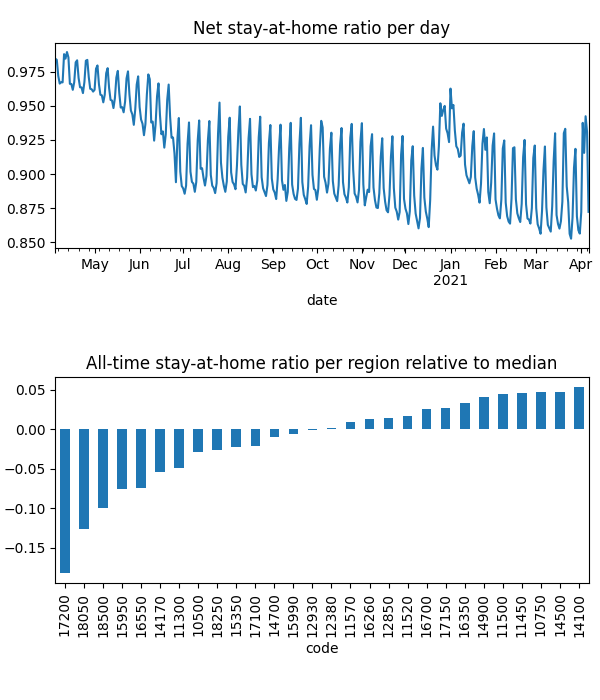 Net stay-at-home ratio per day
0.975
0.950
0.925
0.900
0.875
0.850
May Jun Jul Aug Sep Oct Nov Dec Jan Feb Mar Apr
2021
date
All-time stay-at-home ratio per region relative to median
0.05
0.00
−0.05
−0.10
−0.15
17200 18050 18500 15950 16550 14170 11300 10500 18250 15350 17100 14700 15990 12930 12380 11570 16260 12850 11520 16700 17150 16350 14900 11500 11450 10750 14500 14100
code